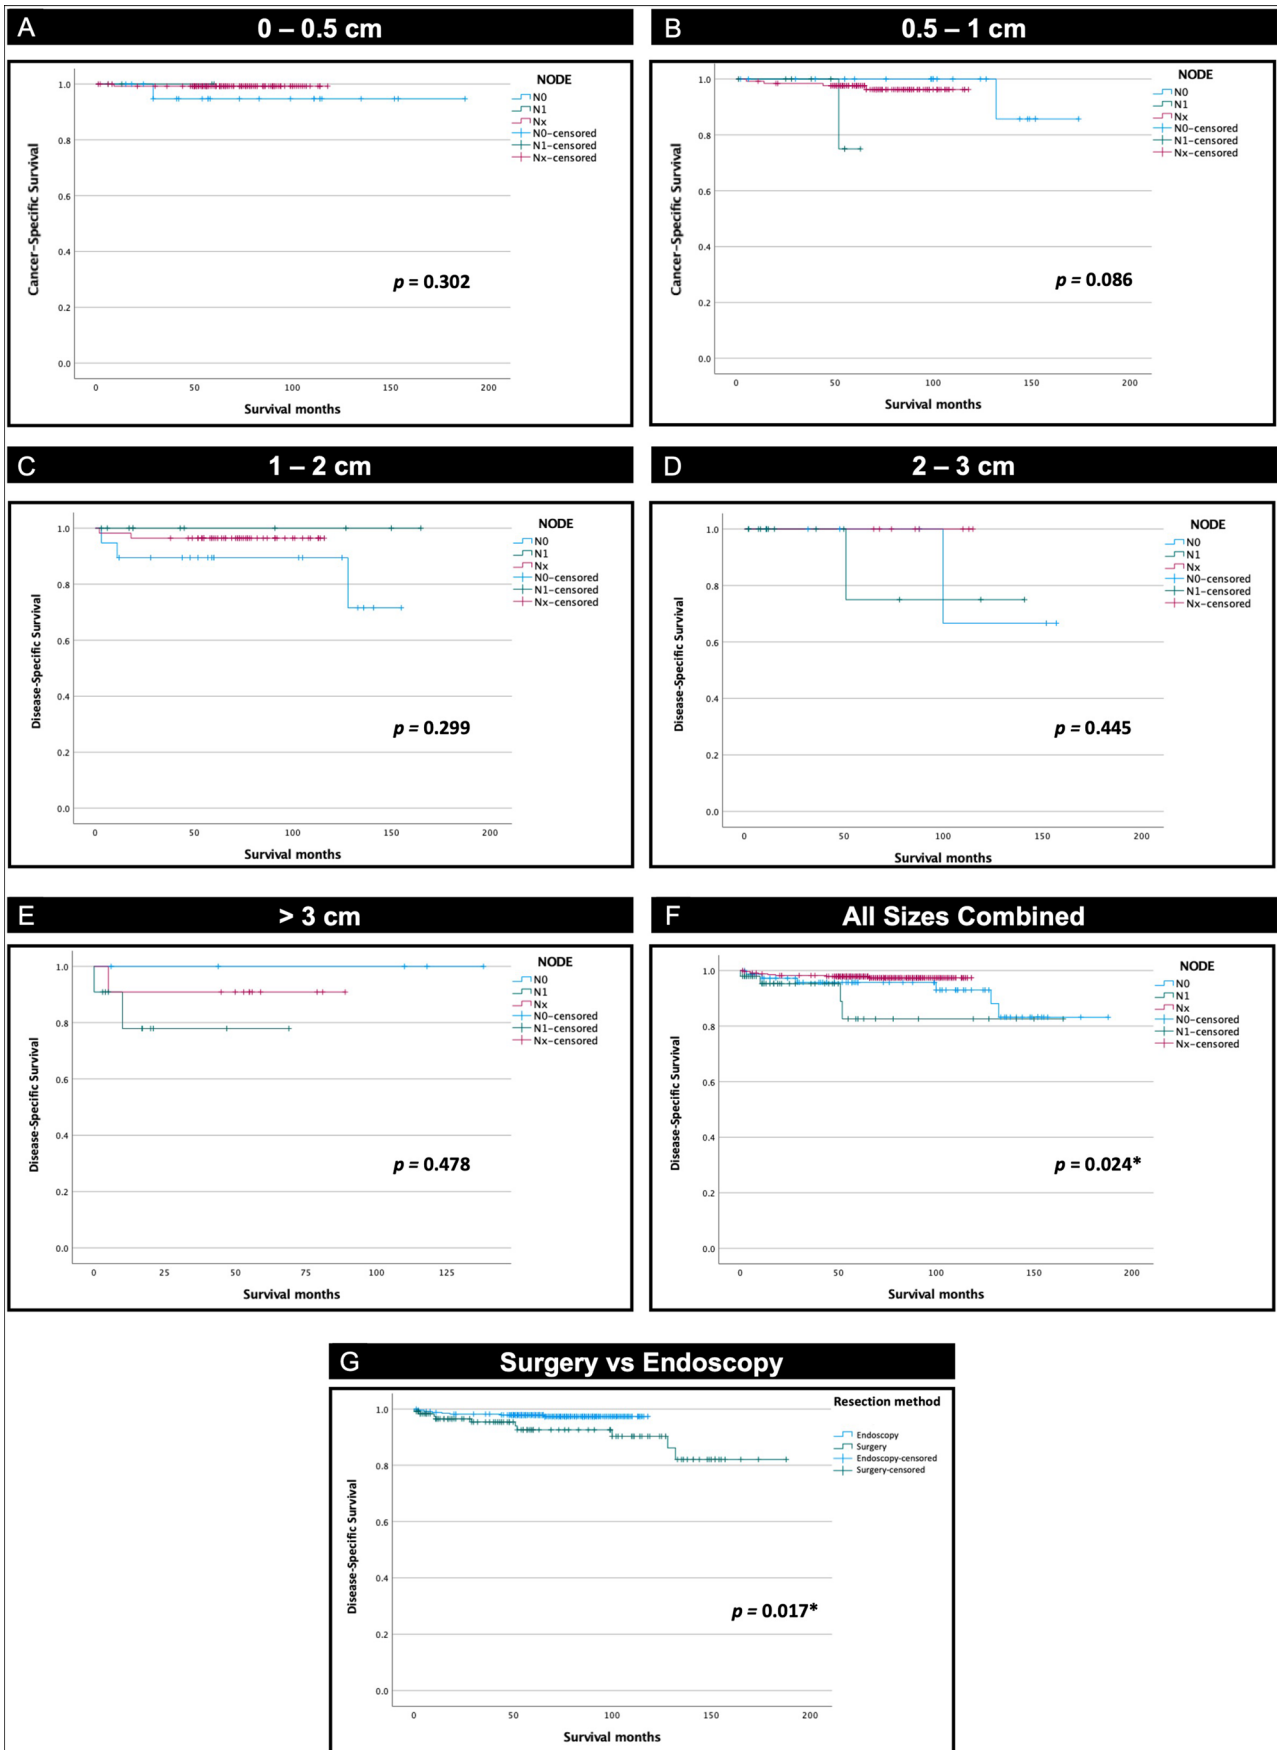 A 0 – 0.5 cm
Cancer-Specific Survival
1.0
0.8
0.6
0.4
0.2
0.0
NODE
N0
N1
Nx
N0-censored
N1-censored
Nx-censored
p = 0.302
0 50 100 150 200
Survival months
B 0.5 – 1 cm
Cancer-Specific Survival
1.0
0.8
0.6
0.4
0.2
0.0
NODE
N0
N1
Nx
N0-censored
N1-censored
Nx-censored
p = 0.086
0 50 100 150 200
Survival months
C 1 – 2 cm
Disease-Specific Survival
1.0
0.8
0.6
0.4
0.2
0.0
NODE
N0
N1
Nx
N0-censored
N1-censored
Nx-censored
p = 0.299
0 50 100 150 200
Survival months
D 2 – 3 cm
Disease-Specific Survival
1.0
0.8
0.6
0.4
0.2
0.0
NODE
N0
N1
Nx
N0-censored
N1-censored
Nx-censored
p = 0.445
0 50 100 150 200
Survival months
E > 3 cm
Disease-Specific Survival
1.0
0.8
0.6
0.4
0.2
0.0
NODE
N0
N1
Nx
N0-censored
N1-censored
Nx-censored
p = 0.478
0 25 50 75 100 125
Survival months
F All Sizes Combined
Disease-Specific Survival
1.0
0.8
0.6
0.4
0.2
0.0
NODE
N0
N1
Nx
N0-censored
N1-censored
Nx-censored
p = 0.024*
0 50 100 150 200
Survival months
G Surgery vs Endoscopy
Disease-Specific Survival
1.0
0.8
0.6
0.4
0.2
0.0
Resection method
Endoscopy
Surgery
Endoscopy-censored
Surgery-censored
p = 0.017*
0 50 100 150 200
Survival months